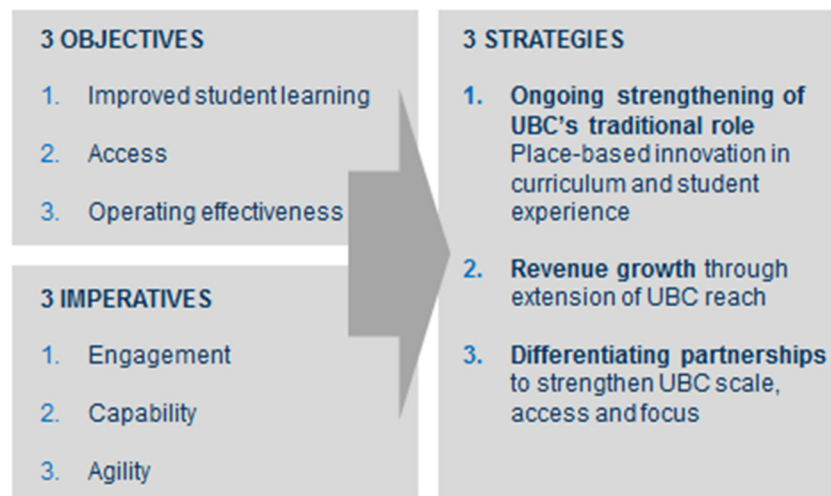 3 OBJECTIVES
1. Improved student learning
2. Access
3. Operating effectiveness
3 IMPERATIVES
1. Engagement
2. Capability
3. Agility
3 STRATEGIES
1. Ongoing strengthening of
UBC's traditional role
Place-based innovation in
curriculum and student
experience
2. Revenue growth through
extension of UBC reach
3. Differentiating partnerships
to strengthen UBC scale,
access and focus